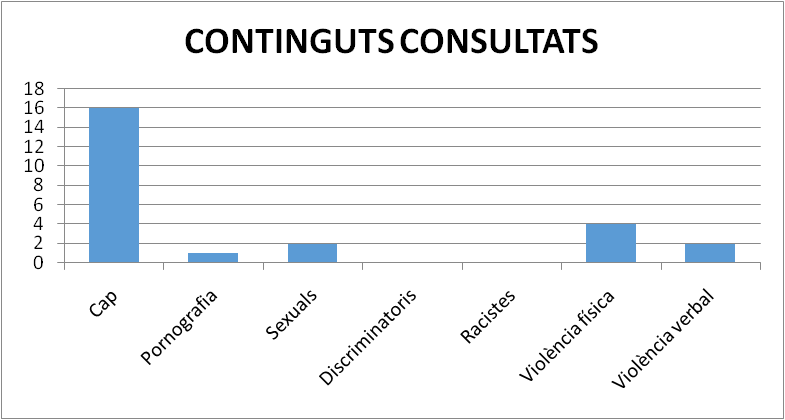 CONTINGUTS CONSULTATS
18
16
14
12
10
8
6
4
2
0
Cap
Pornografia
Sexuals
Discriminatoris
Racistes
Violència física
Violència verbal